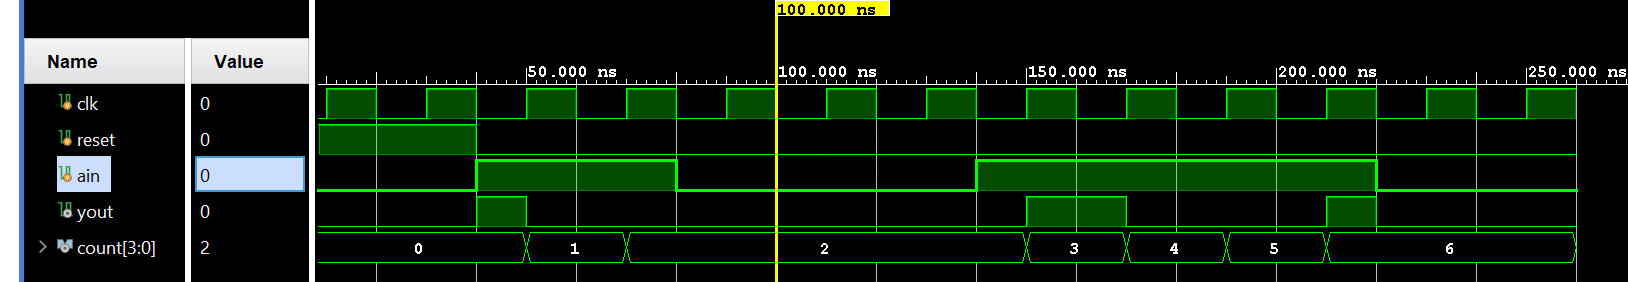 100.000 ns
Name Value
50.000 ns 100.000 ns 150.000 ns 200.000 ns 250.000 ns
clk 0
reset 0
ain 0
yout 0
count[3:0] 2 0 1 2 3 4 5 6